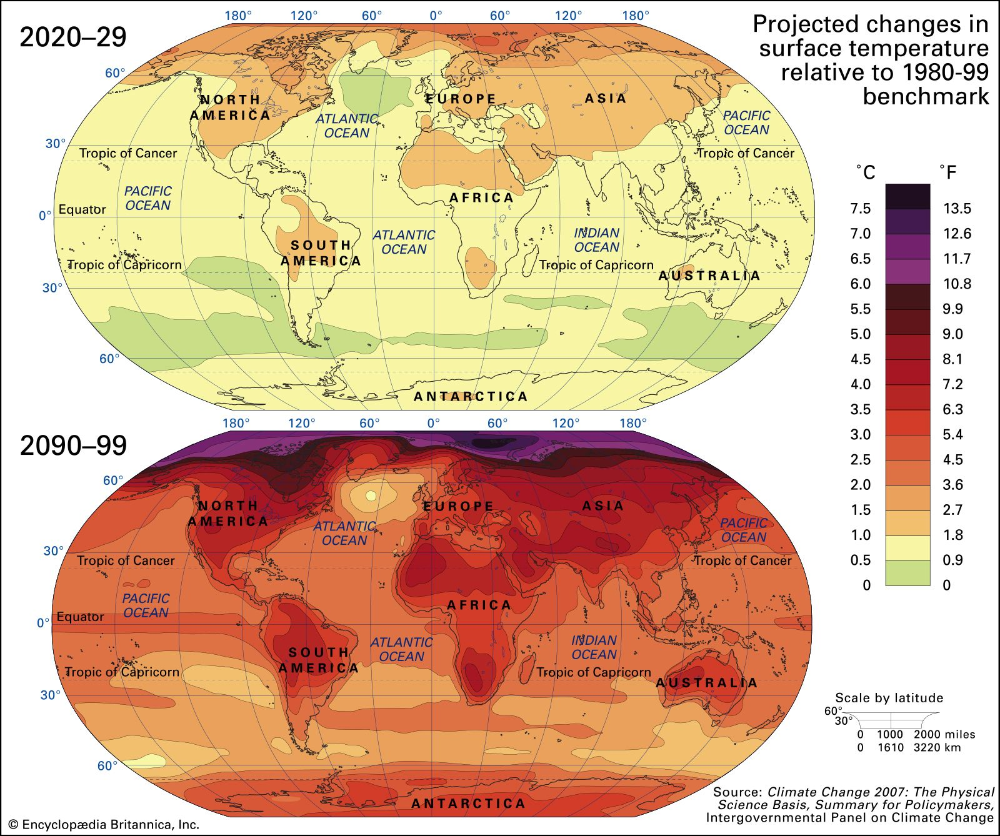 180° 120° 60° 0° 60° 120° 180°
2020–29
Projected changes in
surface temperature
relative to 1980-99
benchmark
60°
NORTH
AMERICA
EUROPE
ASIA
ATLANTIC
OCEAN
PACIFIC
OCEAN
30°
Tropic of Cancer
Tropic of Cancer
PACIFIC
OCEAN
AFRICA
Equator
0°
ATLANTIC
OCEAN
INDIAN
OCEAN
SOUTH
AMERICA
Tropic of Capricorn
Tropic of Capricorn
AUSTRALIA
30°
60°
ANTARCTICA
°C °F
7.5 13.5
7.0 12.6
6.5 11.7
6.0 10.8
5.5 9.9
5.0 9.0
4.5 8.1
4.0 7.2
3.5 6.3
3.0 5.4
2.5 4.5
2.0 3.6
1.5 2.7
1.0 1.8
0.5 0.9
0 0
180° 120° 60° 0° 60° 120° 180°
2090–99
60°
NORTH
AMERICA
EUROPE
ASIA
ATLANTIC
OCEAN
PACIFIC
OCEAN
30°
Tropic of Cancer
Tropic of Cancer
PACIFIC
OCEAN
AFRICA
Equator
0°
ATLANTIC
OCEAN
INDIAN
OCEAN
SOUTH
AMERICA
Tropic of Capricorn
Tropic of Capricorn
AUSTRALIA
30°
60°
ANTARCTICA
Scale by latitude
60°
30°
0 1000 2000 miles
0 1610 3220 km
Source: Climate Change 2007: The Physical
Science Basis, Summary for Policymakers,
Intergovernmental Panel on Climate Change
© Encyclopædia Britannica, Inc.